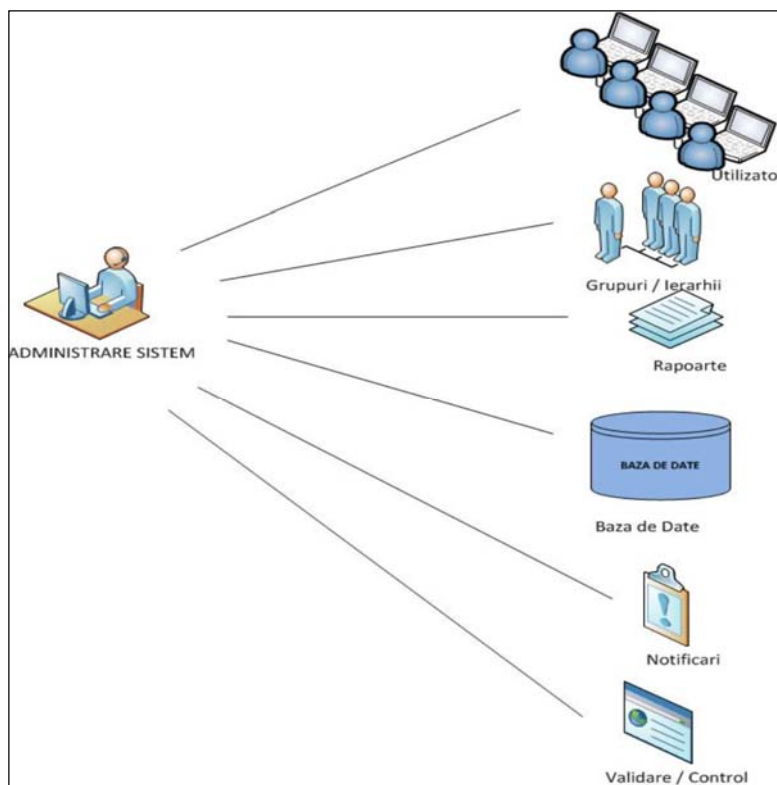 Utilizato
Grupuri / Ierarhii
ADMINISTRARE SISTEM
Rapoarte
BAZA DE DATE
Baza de Date
Notificari
Validare / Control